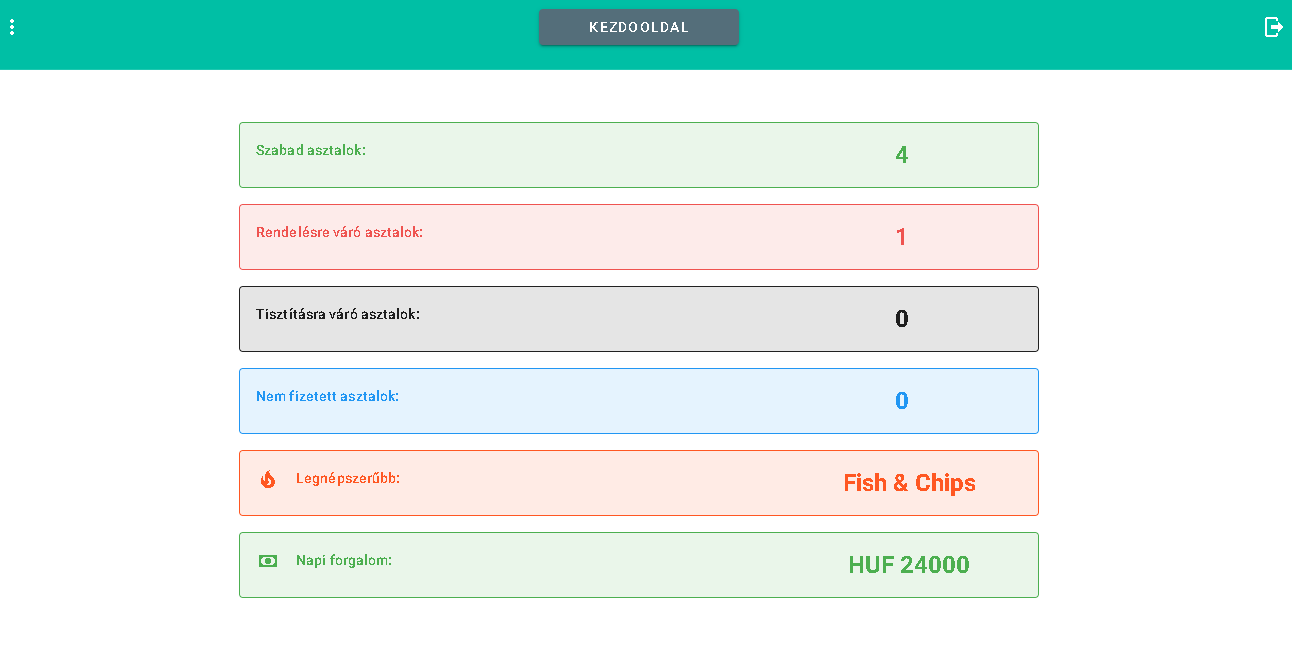 KEZDOOLDAL
Szabad asztalok: 4
Rendelésre váró asztalok: 1
Tisztításra váró asztalok: 0
Nem fizetett asztalok: 0
Legnépszerűbb: Fish & Chips
Napi forgalom: HUF 24000